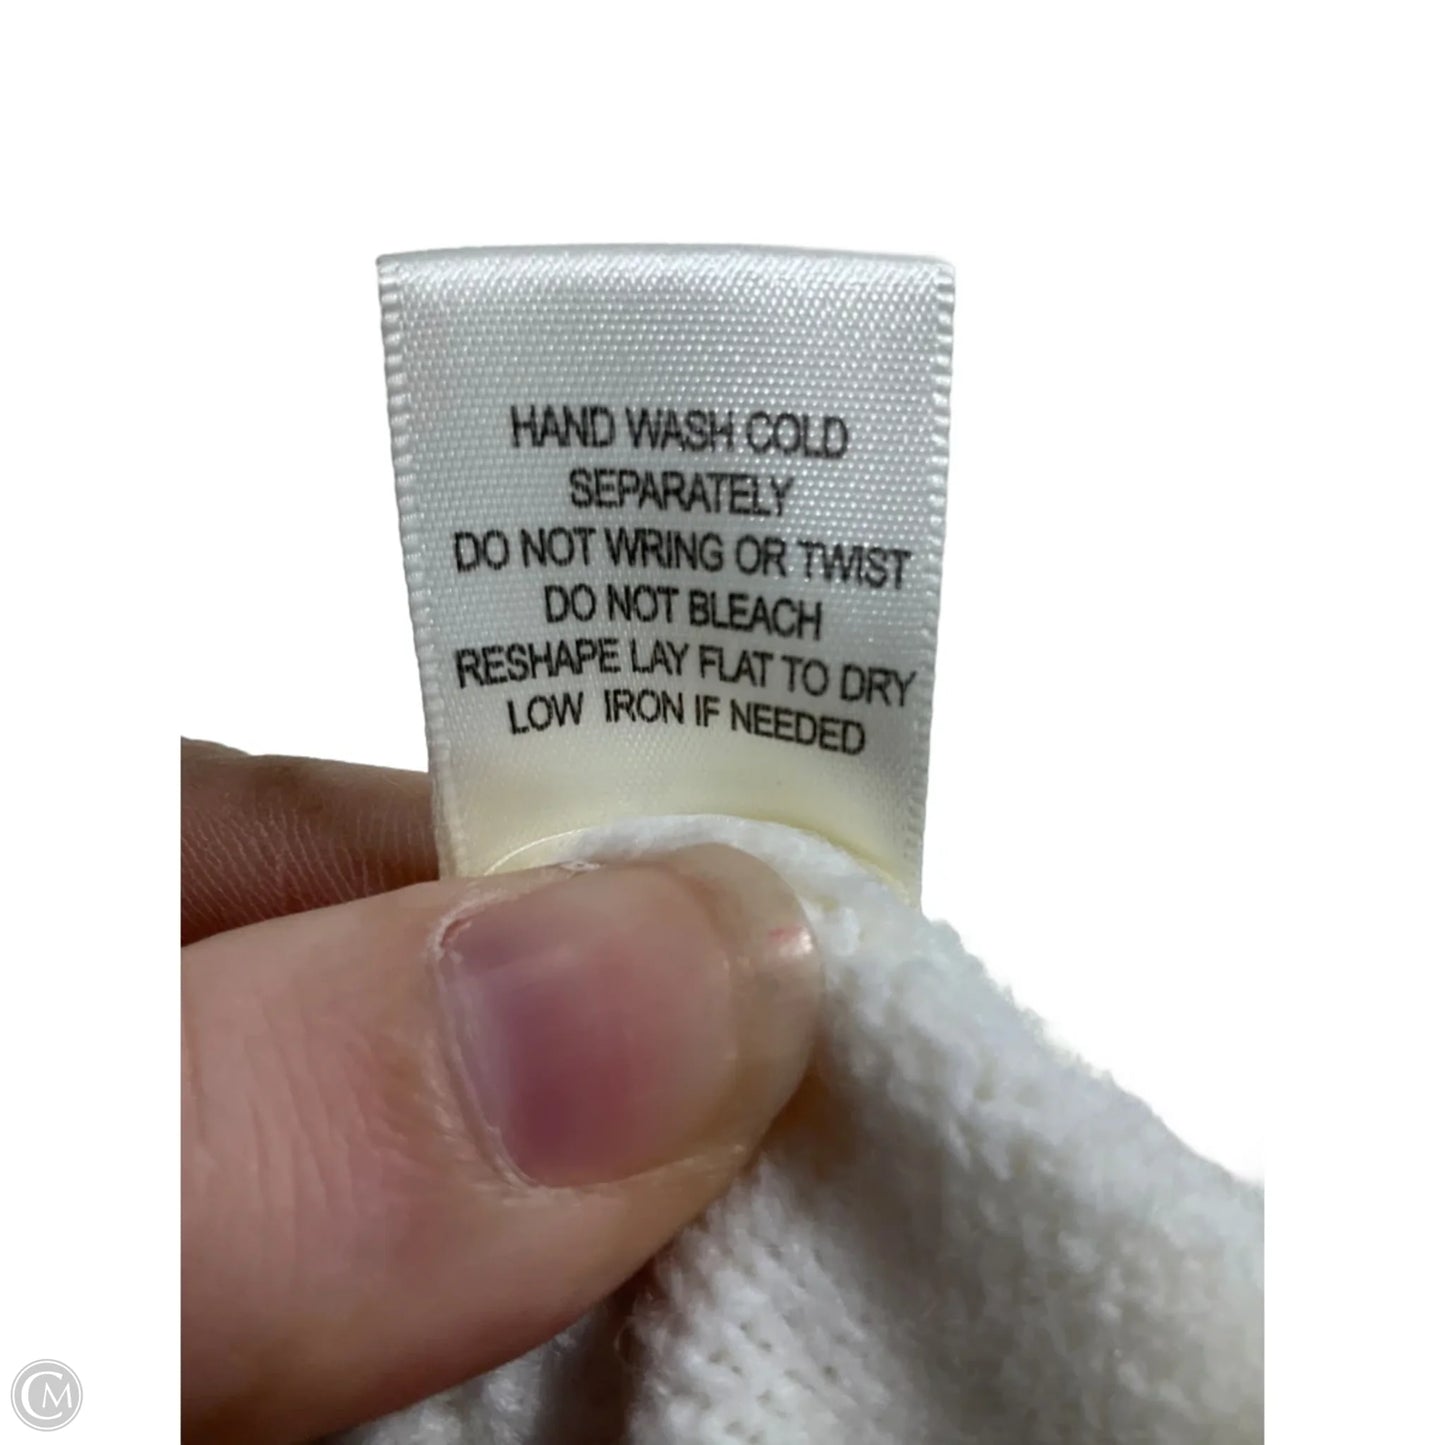 HAND WASH COLD
SEPARATELY
DO NOT WRING OR TWIST
DO NOT BLEACH
RESHAPE LAY FLAT TO DRY
LOW IRON IF NEEDED
CM